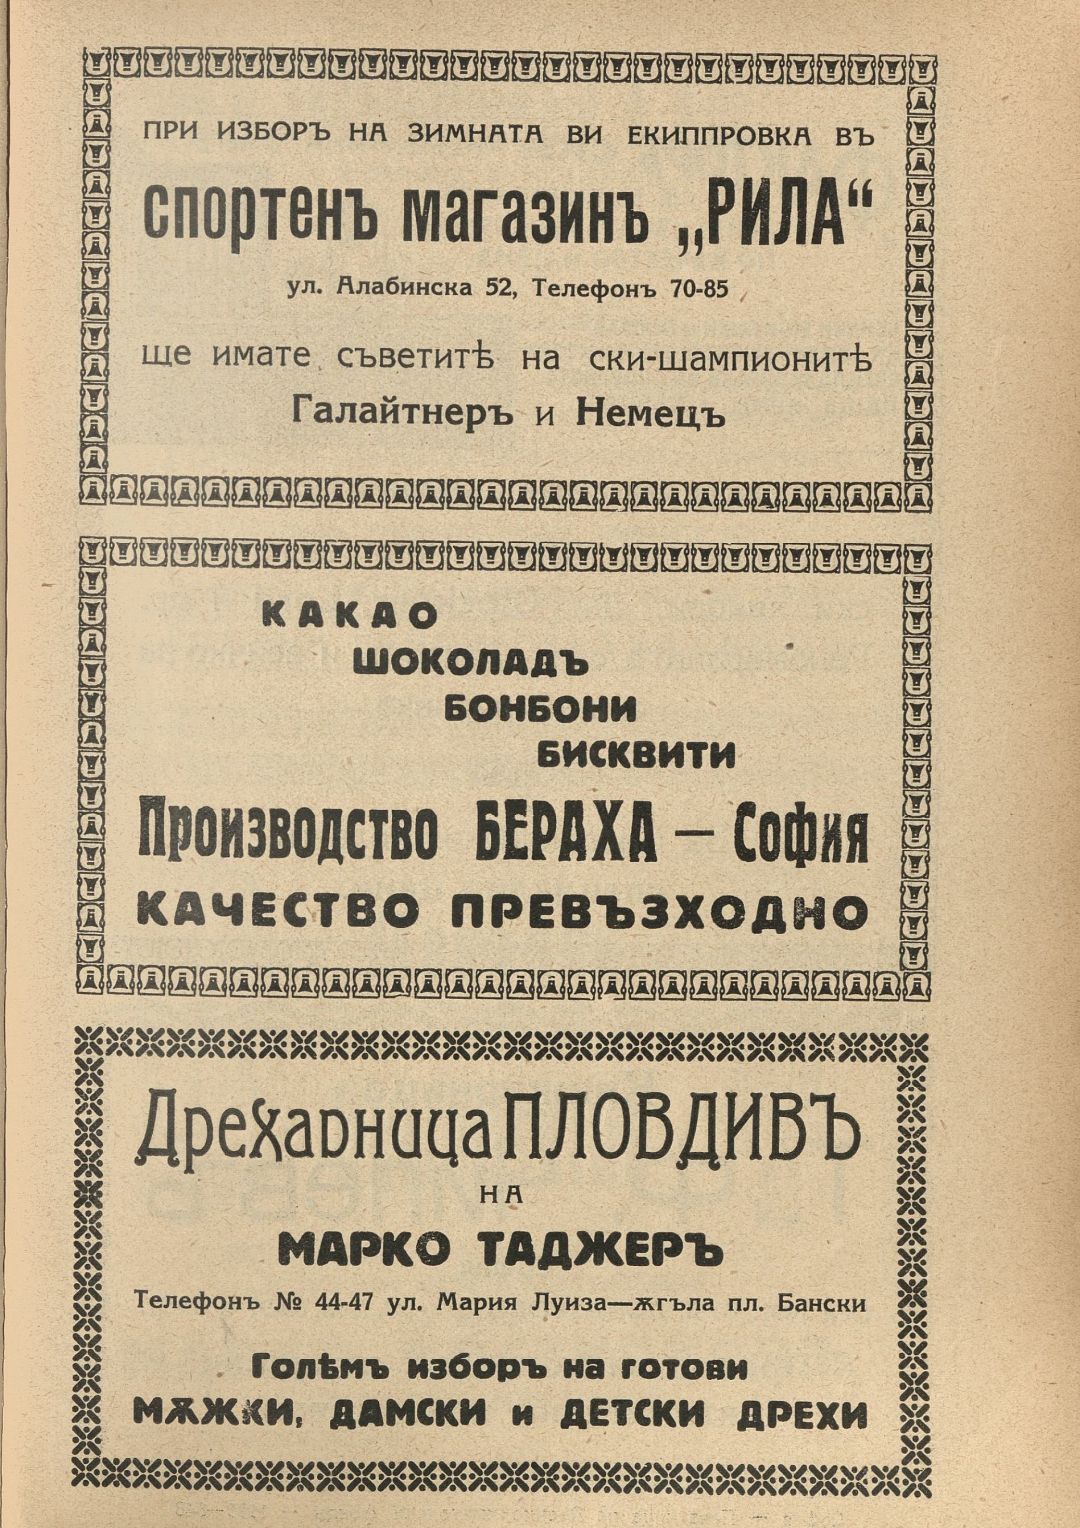 ПРИ ИЗБОРЪ НА ЗИМНАТА ВИ ЕКИППРОВКА ВЪ
СПОРТЕНЪ МАГАЗИНЪ „РИЛА“
ул. Алабинска 52, Телефонъ 70-85
ще имате съветитѣ на ски-шампионитѣ
Галайтнеръ и Немецъ
КАКАО
ШОКОЛАДЪ
БОНБОНИ
БИСКВИТИ
Производство БЕРАХА — София
КАЧЕСТВО ПРЕВЪЗХОДНО
Дрехарница ПЛОВДИВЪ
НА
МАРКО ТАДЖЕРЪ
Телефонъ № 44-47 ул. Мария Луиза—ѫгъла пл. Бански
Голѣмъ изборъ на готови
МѪЖКИ, ДАМСКИ и ДЕТСКИ ДРЕХИ